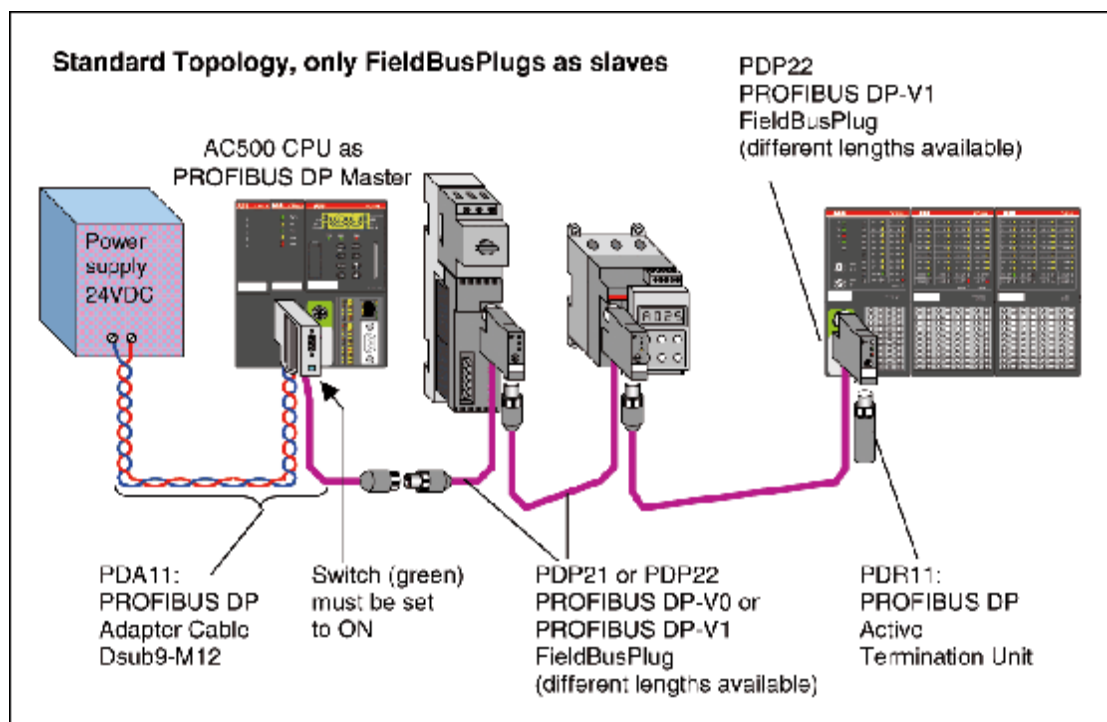 Standard Topology, only FieldBusPlugs as slaves
PDP22
PROFIBUS DP-V1
FieldBusPlug
(different lengths available)
AC500 CPU as
PROFIBUS DP Master
Power
supply
24VDC
PDA11:
PROFIBUS DP
Adapter Cable
Dsub9-M12
Switch (green)
must be set
to ON
PDP21 or PDP22
PROFIBUS DP-V0 or
PROFIBUS DP-V1
FieldBusPlug
(different lengths available)
PDR11:
PROFIBUS DP
Active
Termination Unit